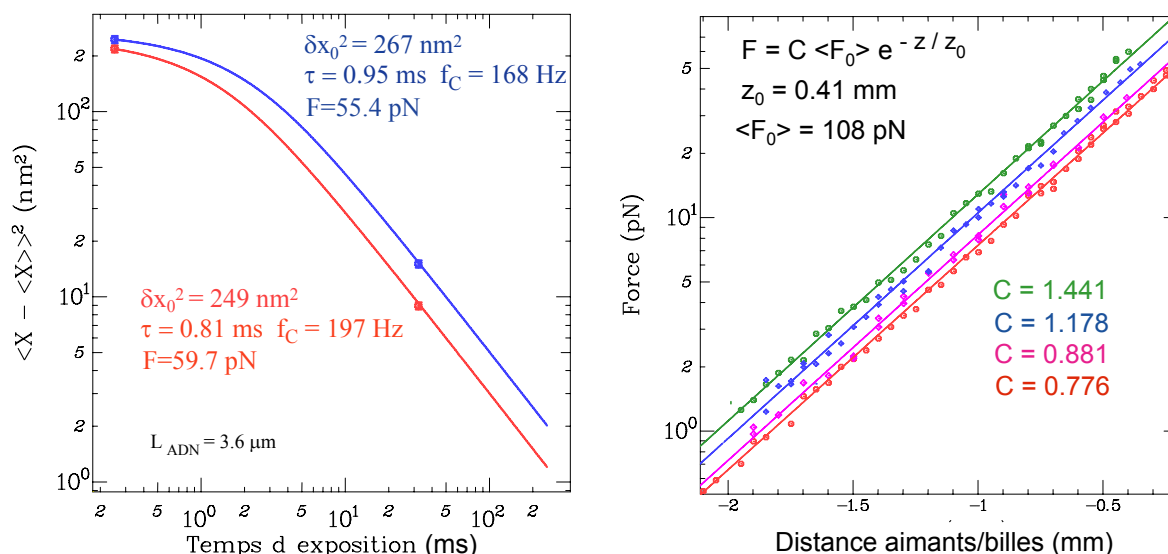 <X - <X>>² (nm²)
2
10²
5
2
10¹
5
2
10⁰
δx₀² = 267 nm²
τ = 0.95 ms f_C = 168 Hz
F=55.4 pN
δx₀² = 249 nm²
τ = 0.81 ms f_C = 197 Hz
F=59.7 pN
L ADN = 3.6 μm
2 5 10⁰ 2 5 10¹ 2 5 10² 2
Temps d exposition (ms)
Force (pN)
5
2
10¹
5
2
10⁰
F = C <F₀> e⁻ ᶻ ᐟ ᶻ₀
z₀ = 0.41 mm
<F₀> = 108 pN
C = 1.441
C = 1.178
C = 0.881
C = 0.776
−2 −1.5 −1 −0.5
Distance aimants/billes (mm)